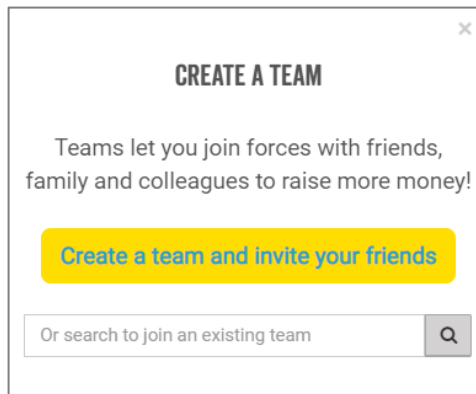 CREATE A TEAM
Teams let you join forces with friends,
family and colleagues to raise more money!
Create a team and invite your friends
Or search to join an existing team